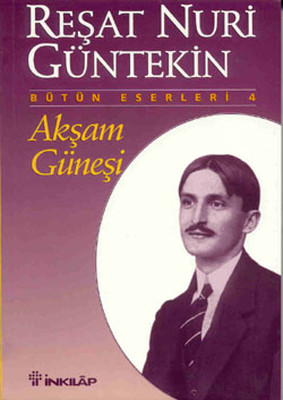 REŞAT NURİ
GÜNTEKİN
BÜTÜN ESERLERİ 4
Akşam
Güneşi
İNKILÂP